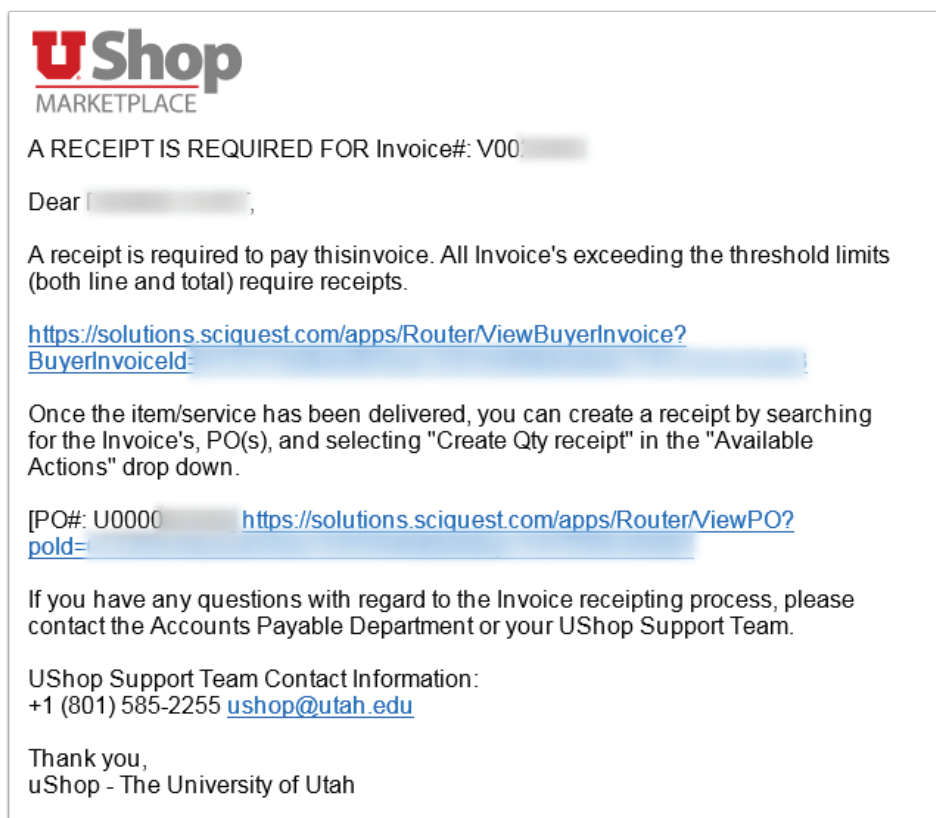 U Shop
MARKETPLACE
A RECEIPT IS REQUIRED FOR Invoice#: V00
Dear ,
A receipt is required to pay thisinvoice. All Invoice's exceeding the threshold limits
(both line and total) require receipts.
https://solutions.sciquest.com/apps/Router/ViewBuyerInvoice?
BuyerInvoiceId=
Once the item/service has been delivered, you can create a receipt by searching
for the Invoice's, PO(s), and selecting "Create Qty receipt" in the "Available
Actions" drop down.
[PO#: U0000 https://solutions.sciquest.com/apps/Router/ViewPO?
poId=
If you have any questions with regard to the Invoice receipting process, please
contact the Accounts Payable Department or your UShop Support Team.
UShop Support Team Contact Information:
+1 (801) 585-2255 ushop@utah.edu
Thank you,
uShop - The University of Utah